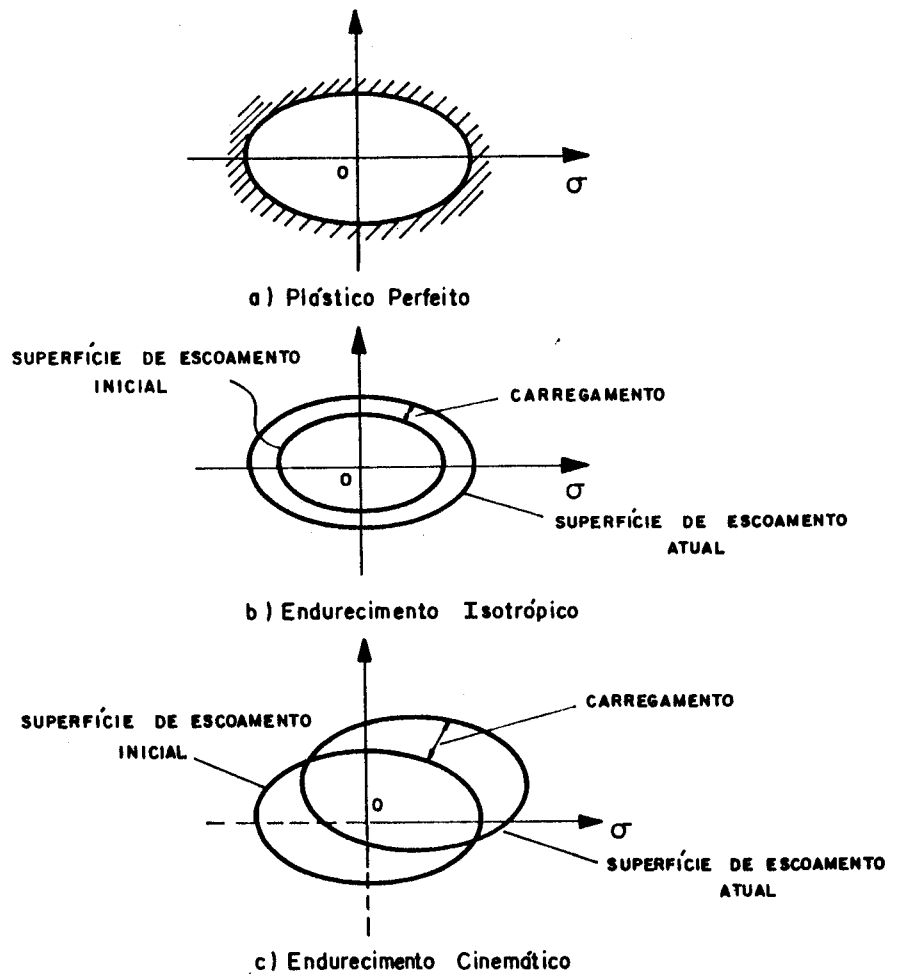 O
σ
a) Plástico Perfeito
SUPERFÍCIE DE ESCOAMENTO
INICIAL
CARREGAMENTO
O
σ
SUPERFÍCIE DE ESCOAMENTO
ATUAL
b) Endurecimento Isotrópico
SUPERFÍCIE DE ESCOAMENTO
INICIAL
CARREGAMENTO
O
σ
SUPERFÍCIE DE ESCOAMENTO
ATUAL
c) Endurecimento Cinemático